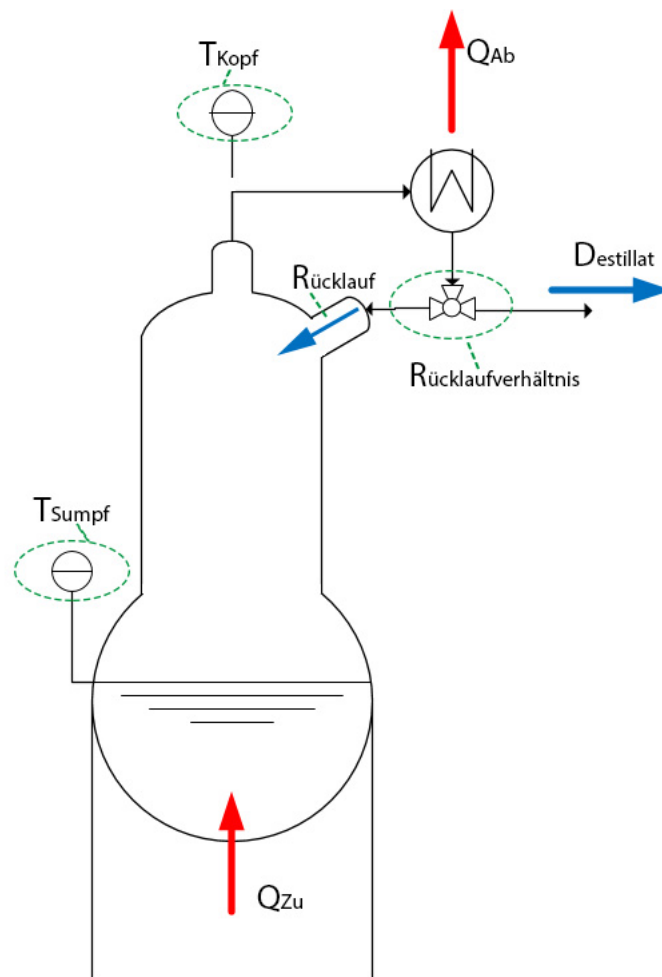 TKopf
QAb
Destillat
Rücklauf
Rücklaufverhältnis
TSumpf
QZu